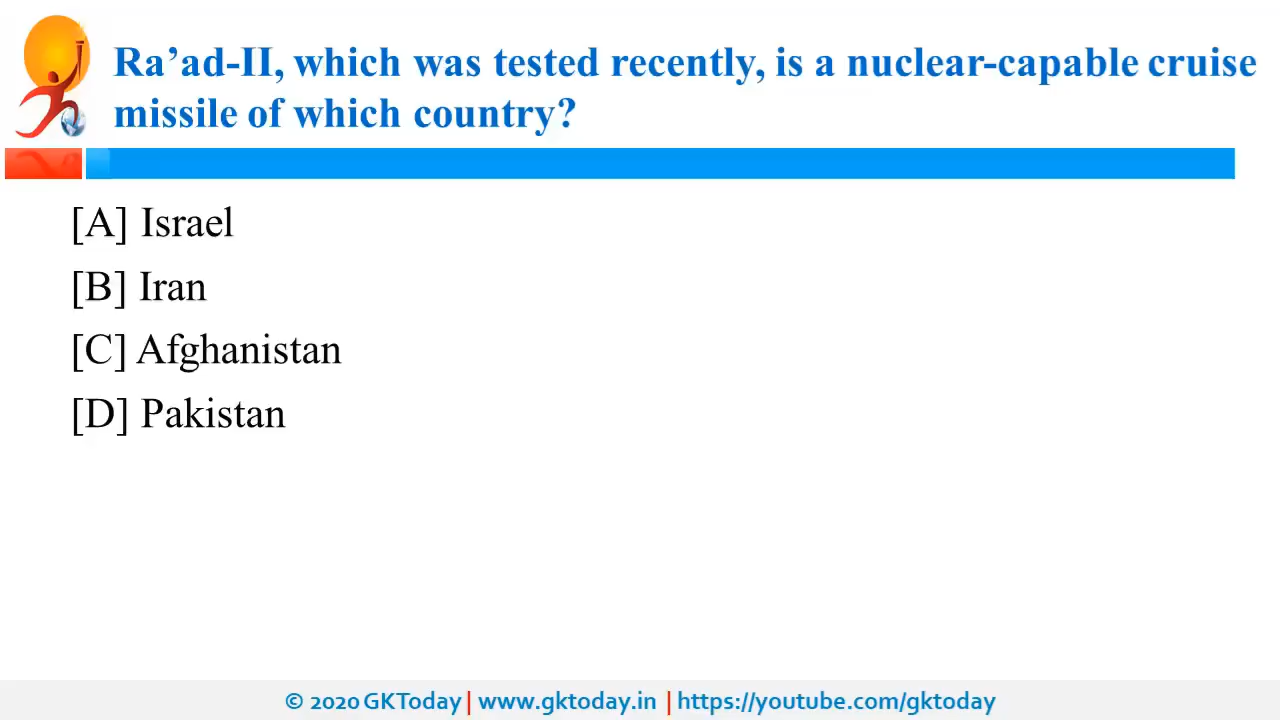 Ra’ad-II, which was tested recently, is a nuclear-capable cruise
missile of which country?
[A] Israel
[B] Iran
[C] Afghanistan
[D] Pakistan
© 2020 GKToday | www.gktoday.in | https://youtube.com/gktoday